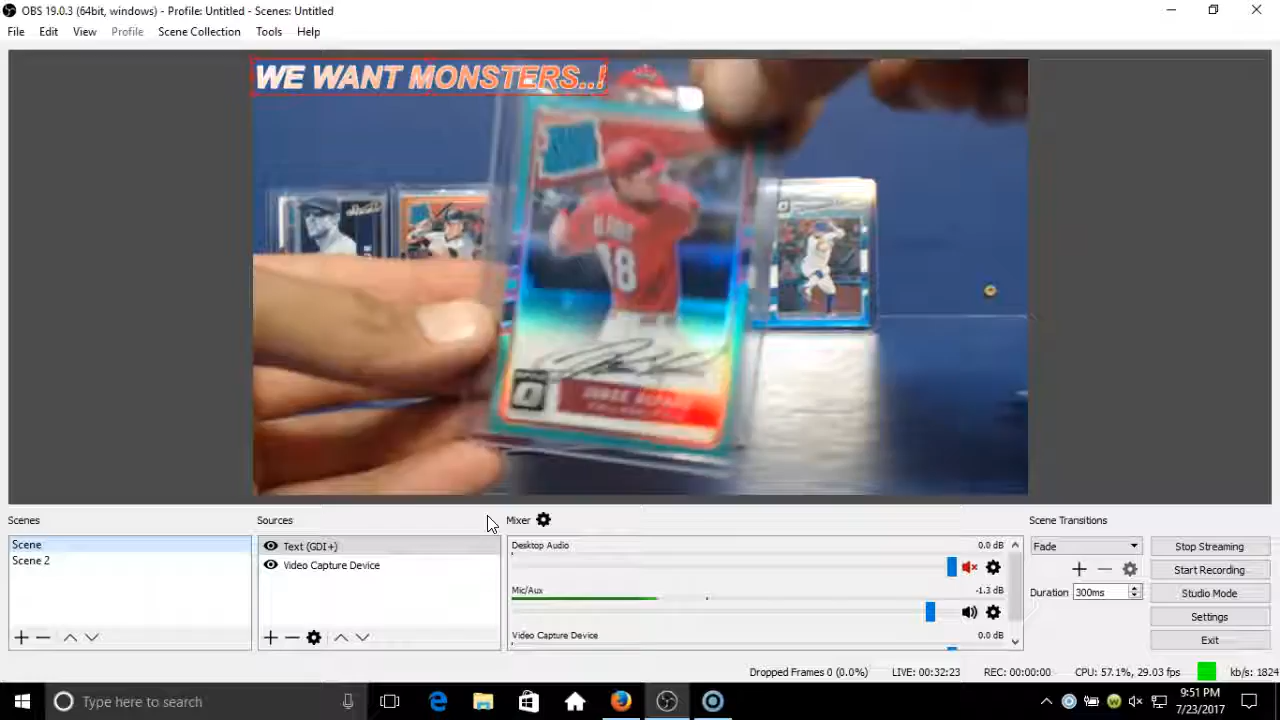 OBS 19.0.3 (64bit, windows) - Profile: Untitled - Scenes: Untitled
File Edit View Profile Scene Collection Tools Help
WE WANT MONSTERS..!
18
Scenes
Scene
Scene 2
Sources
Text (GDI+)
Video Capture Device
Mixer
Desktop Audio 0.0 dB
Mic/Aux -1.3 dB
Video Capture Device 0.0 dB
Scene Transitions
Fade
Duration 300ms
Stop Streaming
Start Recording
Studio Mode
Settings
Exit
Dropped Frames 0 (0.0%) LIVE: 00:32:23 REC: 00:00:00 CPU: 57.1%, 29.03 fps kb/s: 1824
Type here to search
9:51 PM
7/23/2017